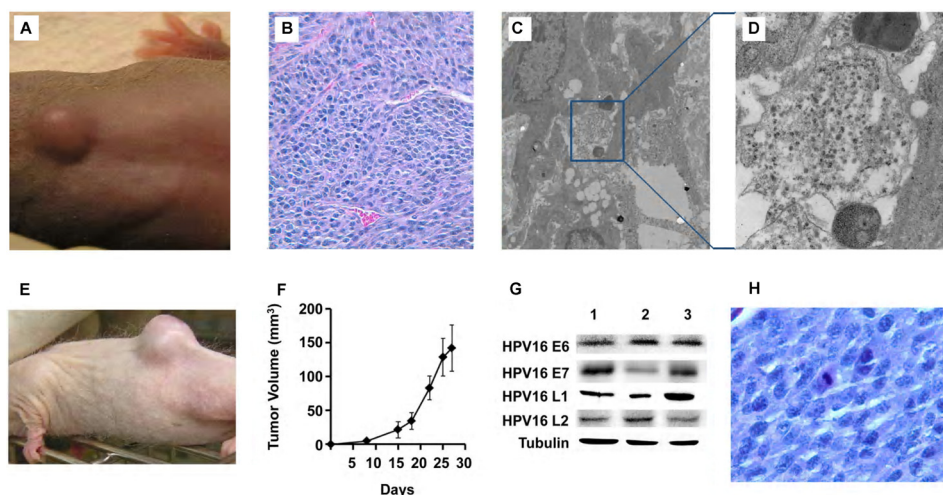 A
B
C
D
E
F
Tumor Volume (mm³)
200
150
100
50
0
5 10 15 20 25 30
Days
G
1 2 3
HPV16 E6
HPV16 E7
HPV16 L1
HPV16 L2
Tubulin
H